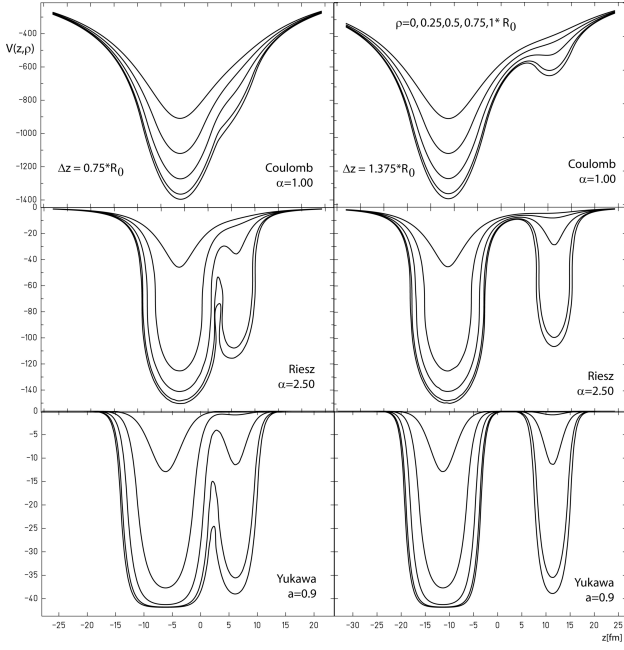 V(z,ρ)
-400
-600
-800
-1000
-1200
-1400
Δz = 0.75*R0
Coulomb
α=1.00
ρ=0, 0.25,0.5, 0.75,1* R0
Δz = 1.375*R0
Coulomb
α=1.00
0
-20
-40
-60
-80
-100
-120
-140
Riesz
α=2.50
Riesz
α=2.50
0
-5
-10
-15
-20
-25
-30
-35
-40
Yukawa
a=0.9
Yukawa
a=0.9
-25 -20 -15 -10 -5 0 5 10 15 20
-30 -25 -20 -15 -10 -5 0 5 10 15 20 25
z[fm]